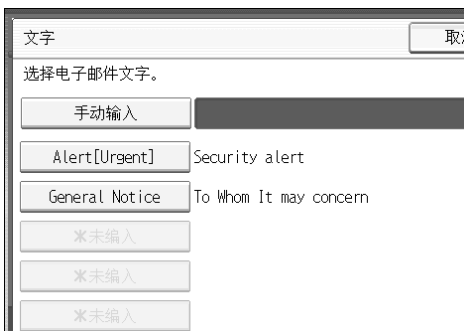 文字
取
选择电子邮件文字。
手动输入
Alert[Urgent] Security alert
General Notice To Whom It may concern
*未编入
*未编入
*未编入